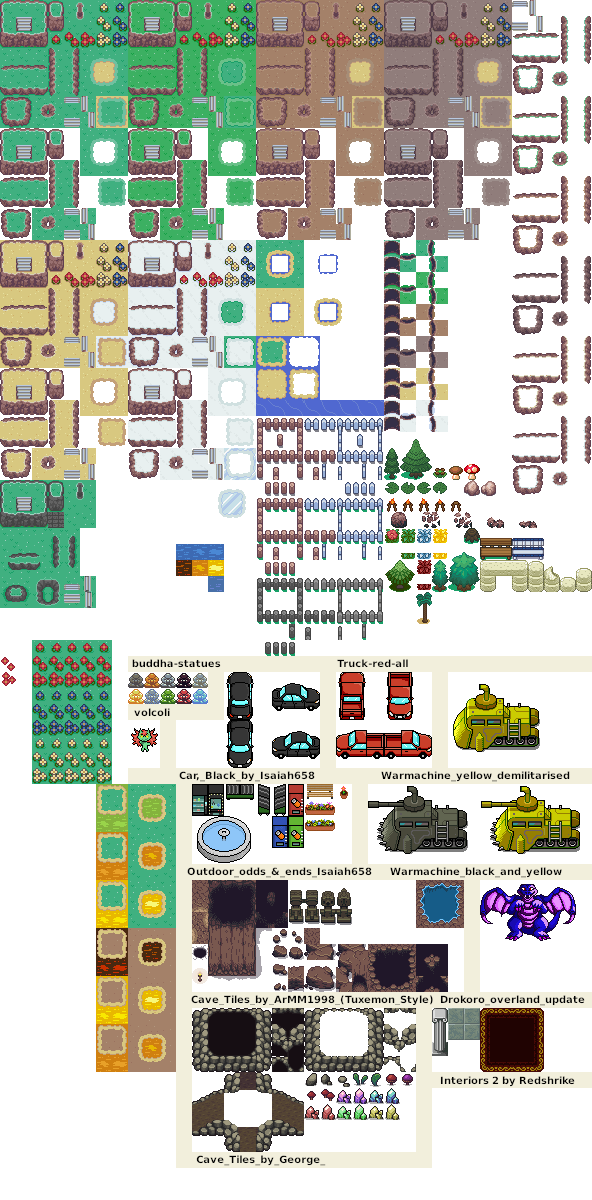 buddha-statues
Truck-red-all
volcoli
Car_Black_by_Isaiah658
Warmachine_yellow_demilitarised
Outdoor_odds_&_ends_Isaiah658
Warmachine_black_and_yellow
Cave_Tiles_by_ArMM1998_(Tuxemon_Style)
Drokoro_overland_update
Interiors 2 by Redshrike
Cave_Tiles_by_George_